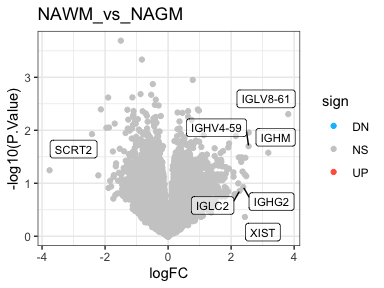 NAWM_vs_NAGM
-log10(P.Value)
3
2
1
0
IGLV8-61
IGHV4-59
IGHM
SCRT2
IGLC2
IGHG2
XIST
-4
-2
0
2
4
logFC
sign
DN
NS
UP